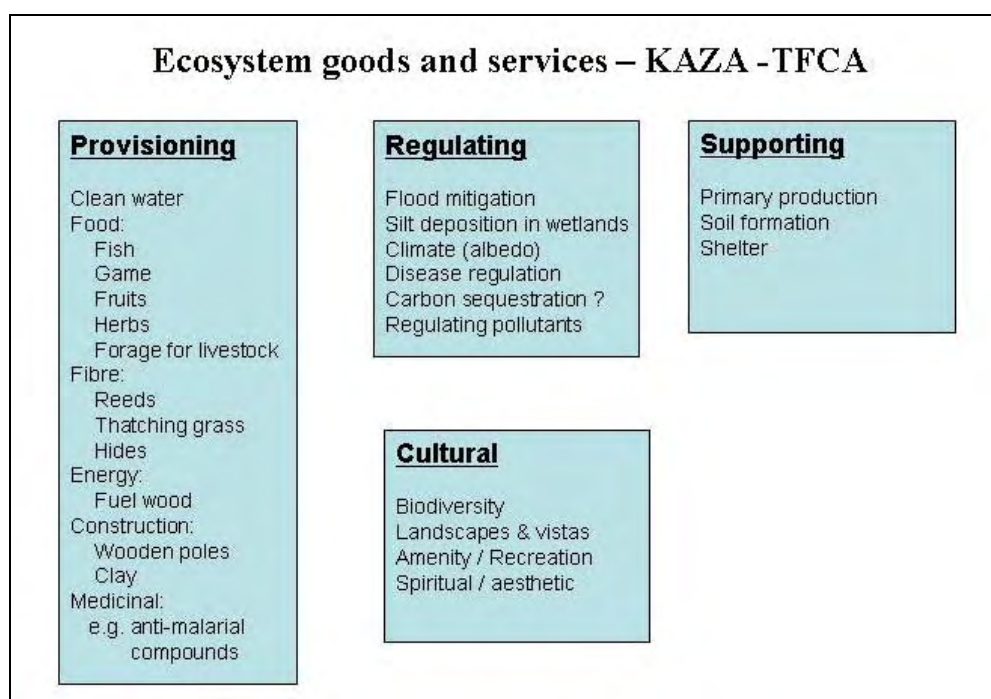 Ecosystem goods and services – KAZA -TFCA
Provisioning
Clean water
Food:
Fish
Game
Fruits
Herbs
Forage for livestock
Fibre:
Reeds
Thatching grass
Hides
Energy:
Fuel wood
Construction:
Wooden poles
Clay
Medicinal:
e.g. anti-malarial
compounds
Regulating
Flood mitigation
Silt deposition in wetlands
Climate (albedo)
Disease regulation
Carbon sequestration ?
Regulating pollutants
Supporting
Primary production
Soil formation
Shelter
Cultural
Biodiversity
Landscapes & vistas
Amenity / Recreation
Spiritual / aesthetic